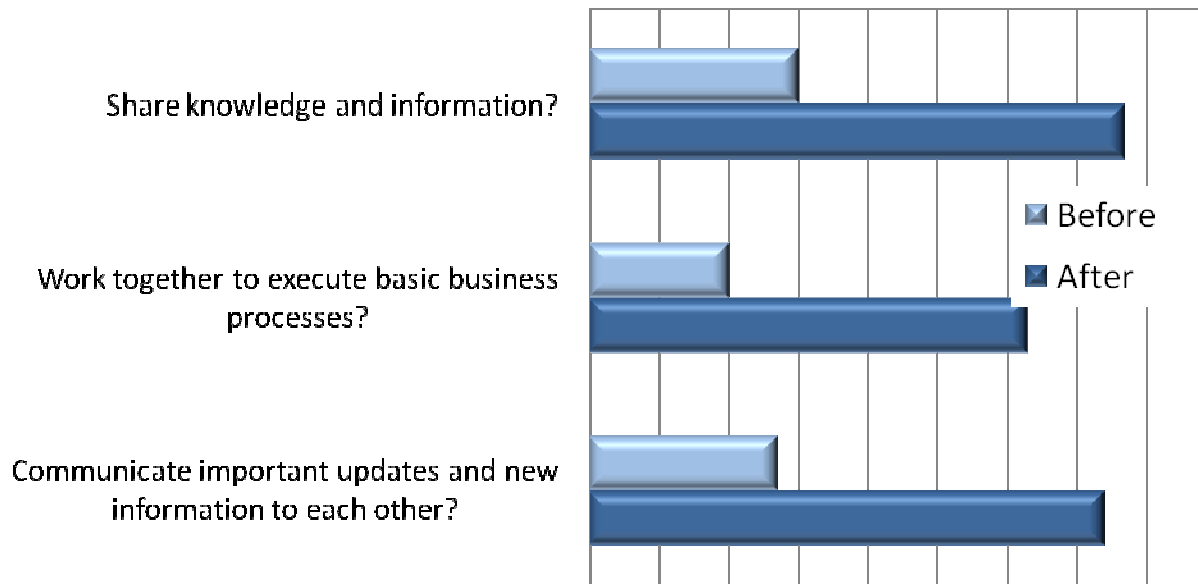 Share knowledge and information?
Before
After
Work together to execute basic business
processes?
Communicate important updates and new
information to each other?